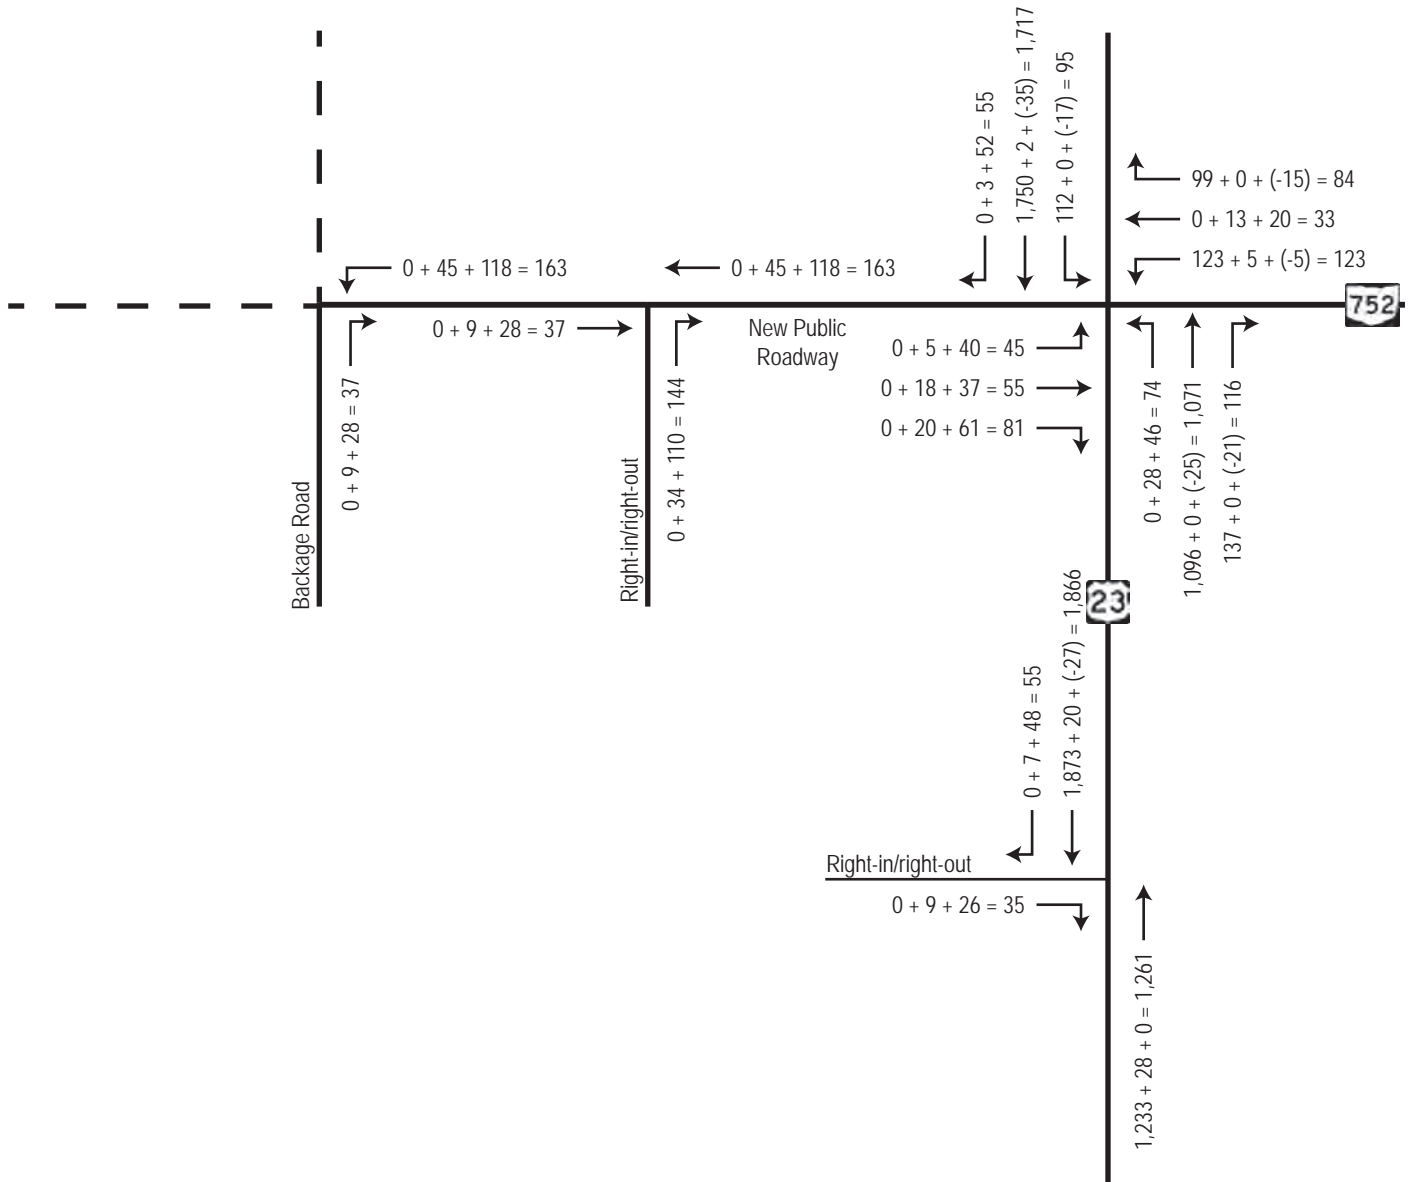 0 + 3 + 52 = 55
1,750 + 2 + (-35) = 1,717
112 + 0 + (-17) = 95
99 + 0 + (-15) = 84
0 + 13 + 20 = 33
123 + 5 + (-5) = 123
0 + 45 + 118 = 163
0 + 45 + 118 = 163
752
0 + 9 + 28 = 37
New Public
Roadway
0 + 5 + 40 = 45
0 + 18 + 37 = 55
0 + 20 + 61 = 81
Backage Road
0 + 9 + 28 = 37
Right-in/right-out
0 + 34 + 110 = 144
0 + 28 + 46 = 74
1,096 + 0 + (-25) = 1,071
137 + 0 + (-21) = 116
23
0 + 7 + 48 = 55
1,873 + 20 + (-27) = 1,866
Right-in/right-out
0 + 9 + 26 = 35
1,233 + 28 + 0 = 1,261